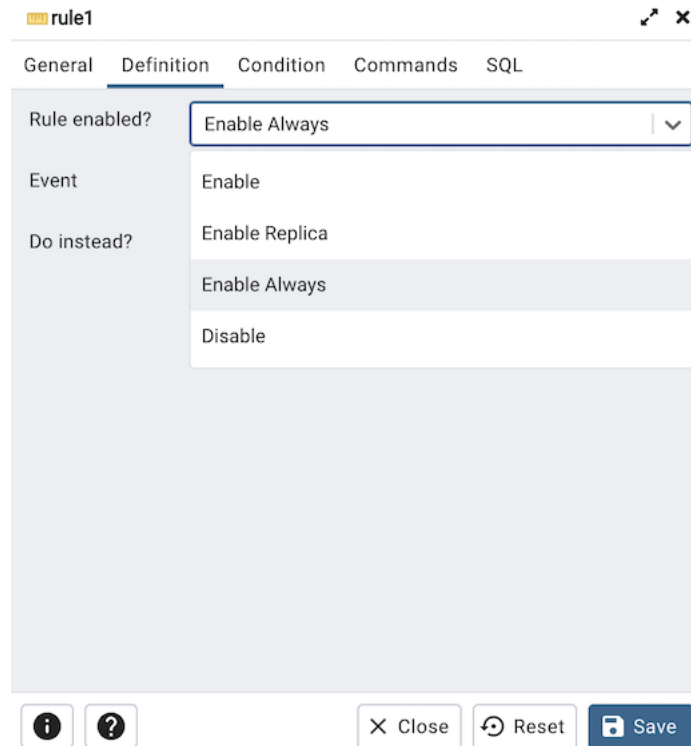 rule1
General Definition Condition Commands SQL
Rule enabled? Enable Always
Event Enable
Enable Replica
Do instead?
Enable Always
Disable
Close Reset Save